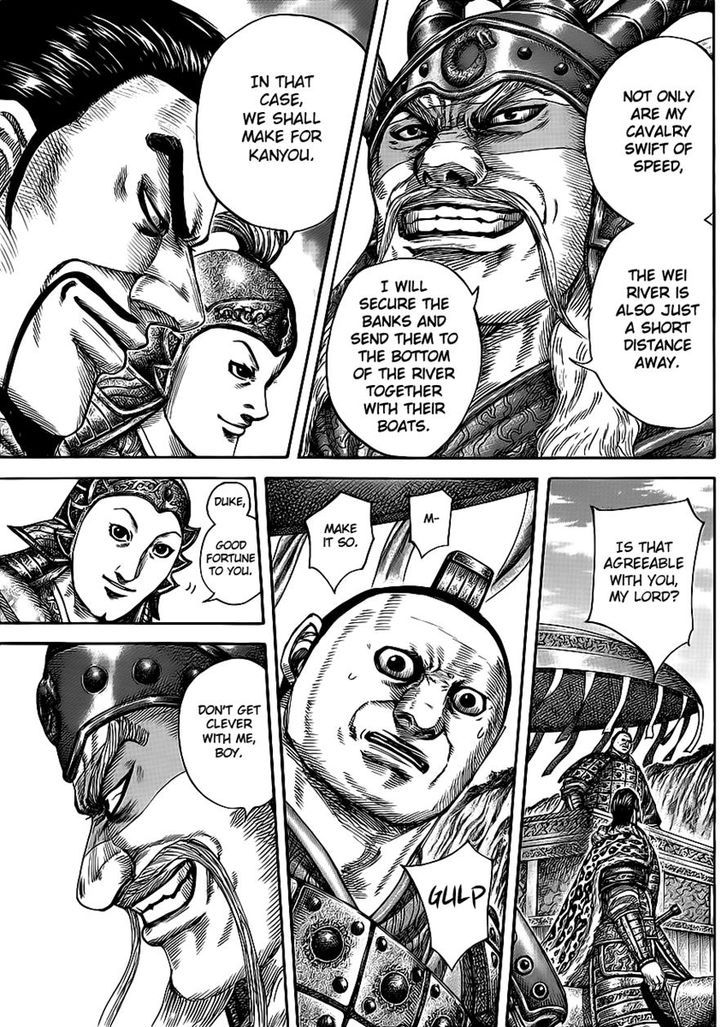 NOT ONLY
ARE MY
CAVALRY
SWIFT OF
SPEED,
THE WEI
RIVER IS
ALSO JUST
A SHORT
DISTANCE
AWAY.
I WILL
SECURE THE
BANKS AND
SEND THEM TO
THE BOTTOM
OF THE RIVER
TOGETHER
WITH THEIR
BOATS.
IN THAT
CASE,
WE SHALL
MAKE FOR
KANYOU.
IS THAT
AGREEABLE
WITH YOU,
MY LORD?
M-
MAKE
IT SO.
GULP
DUKE,
GOOD
FORTUNE
TO YOU.
DON'T GET
CLEVER
WITH ME,
BOY.